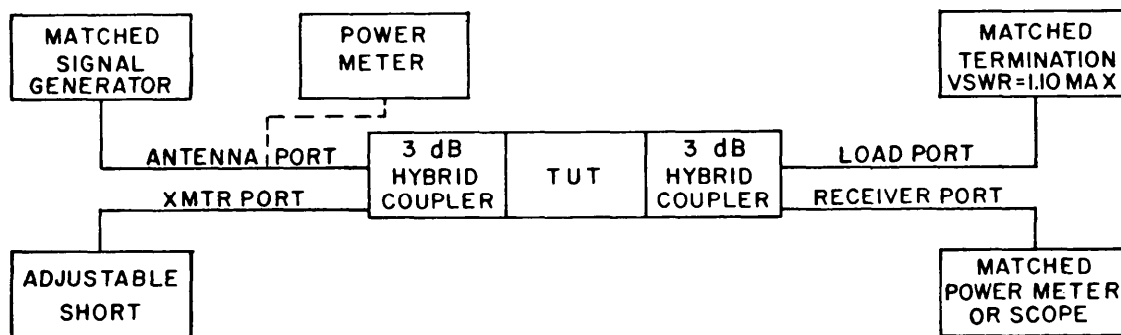 MATCHED
SIGNAL
GENERATOR
POWER
METER
MATCHED
TERMINATION
VSWR=1.10 MAX
ANTENNA PORT
3 dB
HYBRID
COUPLER
TUT
3 dB
HYBRID
COUPLER
LOAD PORT
XMTR PORT
RECEIVER PORT
ADJUSTABLE
SHORT
MATCHED
POWER METER
OR SCOPE